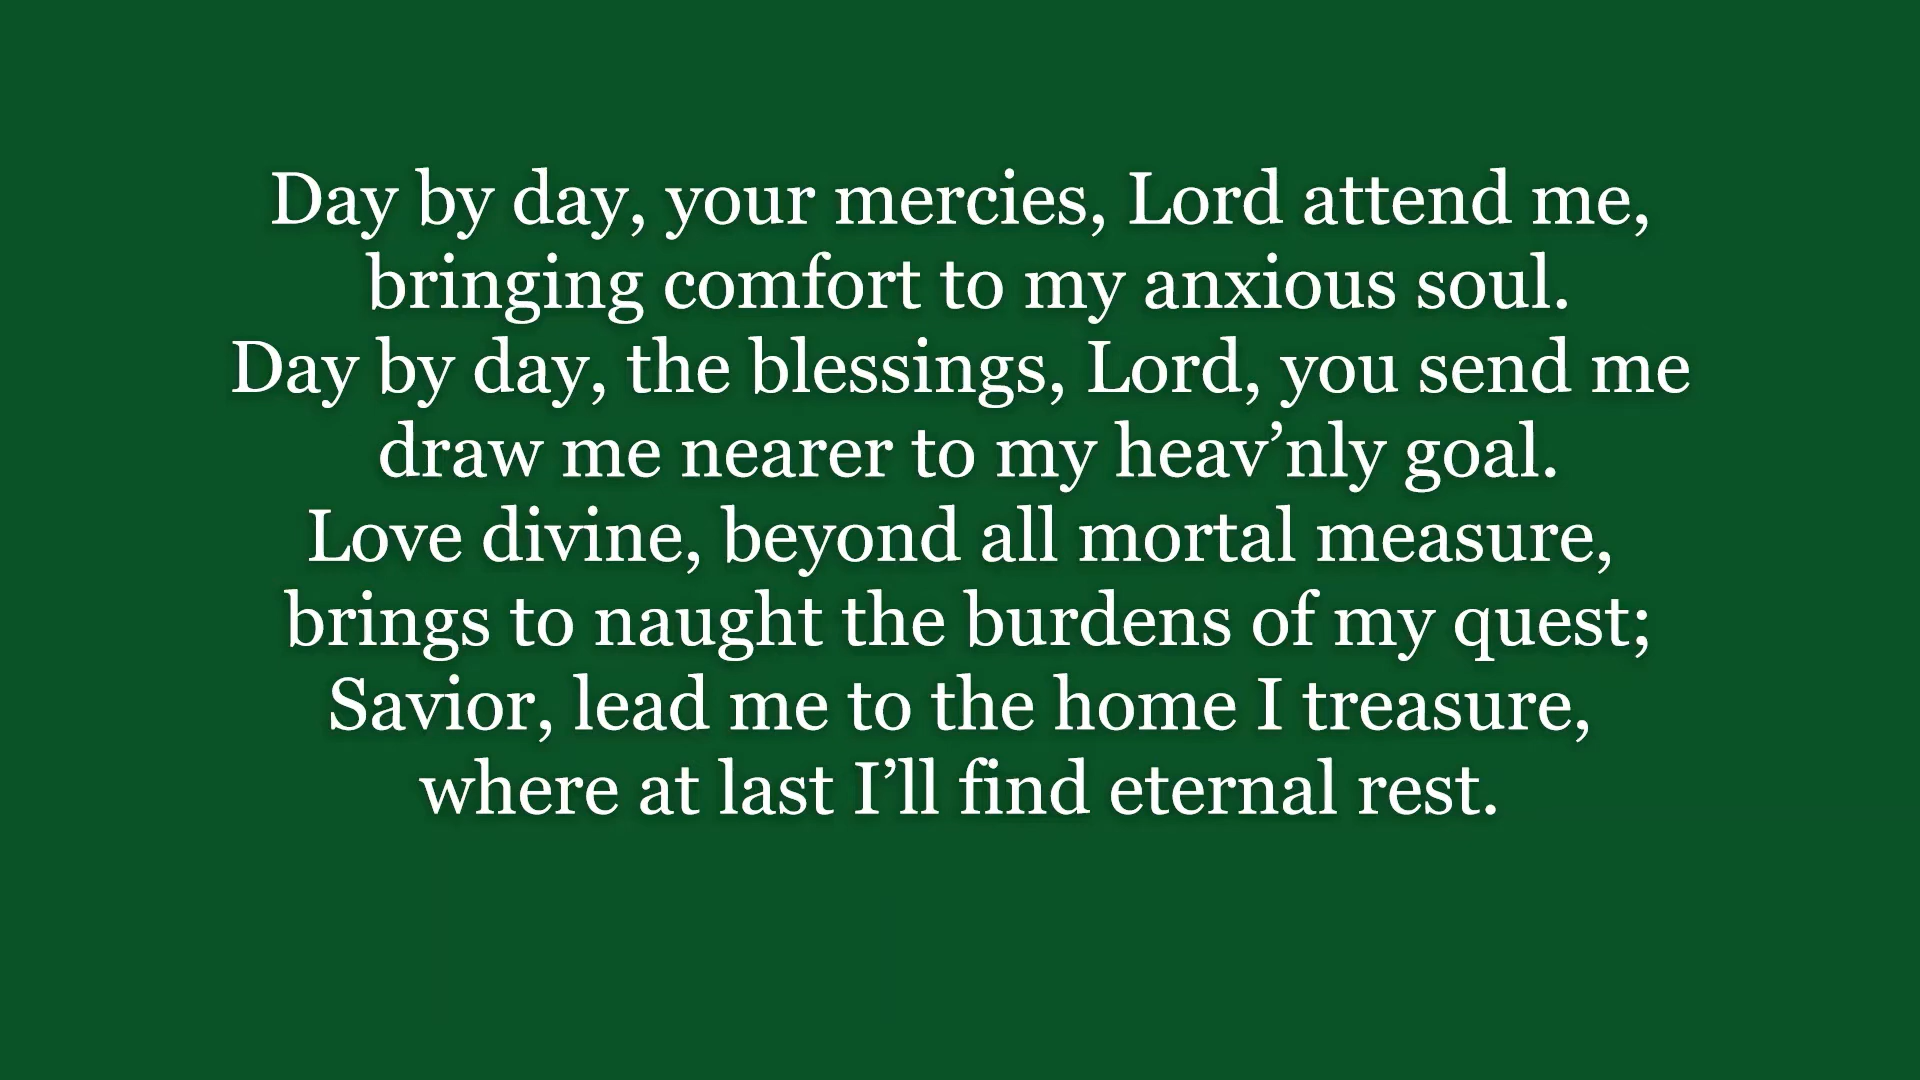 Day by day, your mercies, Lord attend me,
bringing comfort to my anxious soul.
Day by day, the blessings, Lord, you send me
draw me nearer to my heav’nly goal.
Love divine, beyond all mortal measure,
brings to naught the burdens of my quest;
Savior, lead me to the home I treasure,
where at last I’ll find eternal rest.